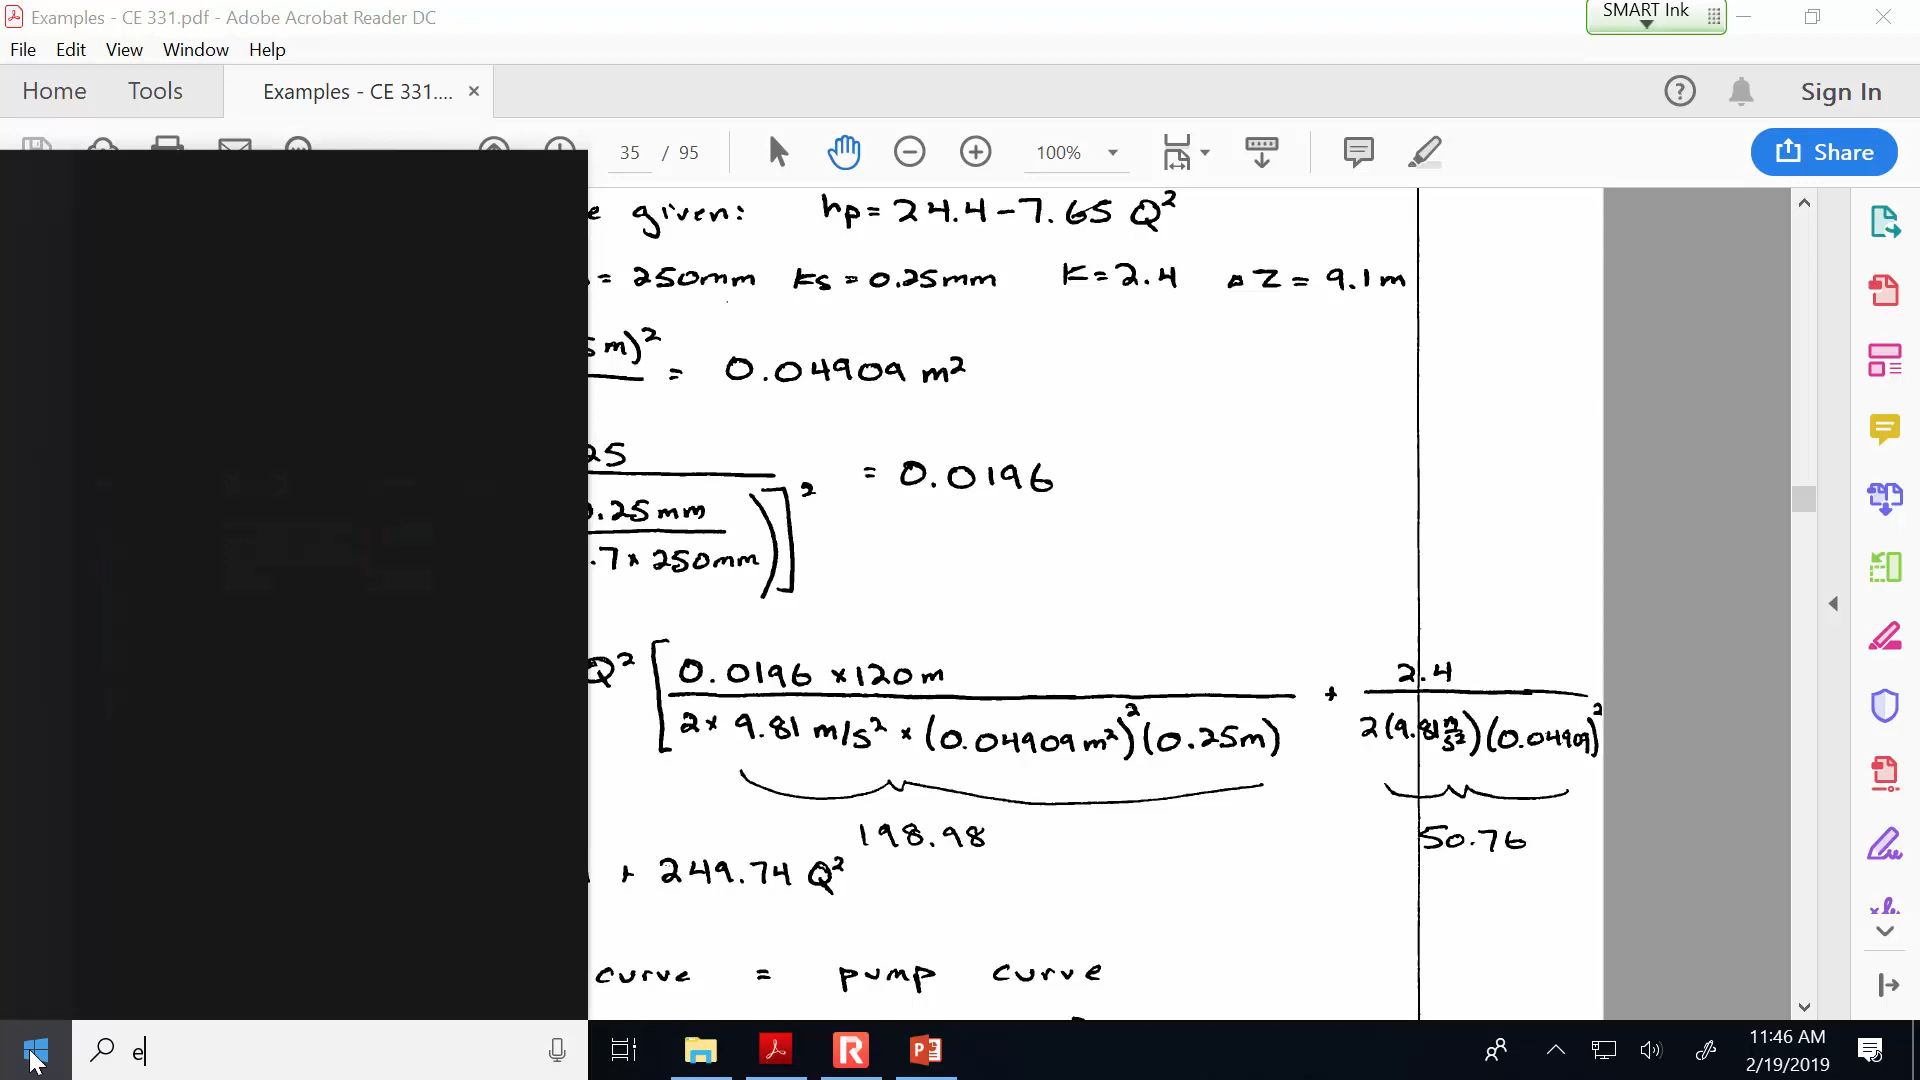 Examples - CE 331.pdf - Adobe Acrobat Reader DC
SMART Ink
File Edit View Window Help
Home Tools Examples - CE 331.... × ? Sign In
35 / 95 100% Share
e given: hp = 24.4 - 7.65 Q²
= 250mm ks = 0.25mm K = 2.4 ΔZ = 9.1m
m)² = 0.04909 m²
25
= 0.0196
.25mm )]²
.7 × 250mm
Q² [ 0.0196 × 120m + 2.4
2 × 9.81 m/s² × (0.04909m²)²(0.25m) 2(9.81 m/s²)(0.04909)²
198.98 50.76
+ 249.74 Q²
curve = pump curve
e
11:46 AM
2/19/2019